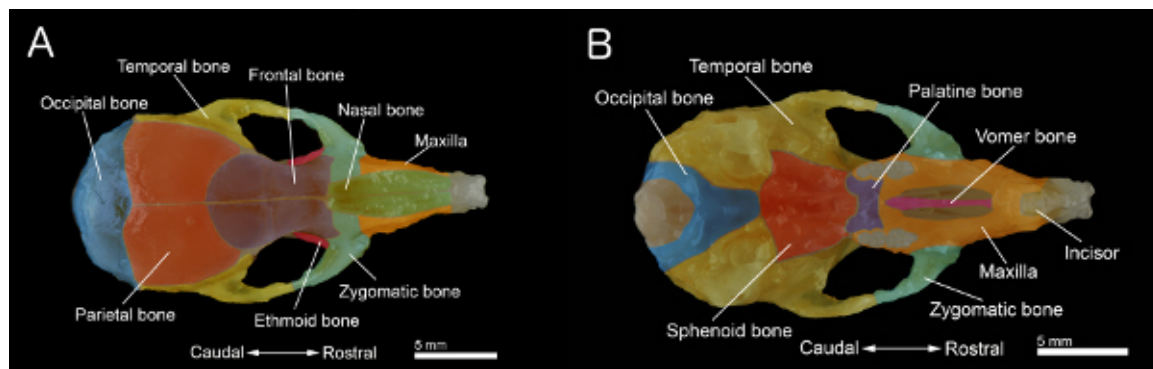 A
Temporal bone
Frontal bone
Occipital bone
Nasal bone
Maxilla
Zygomatic bone
Parietal bone
Ethmoid bone
Caudal
Rostral
5 mm
B
Temporal bone
Palatine bone
Occipital bone
Vomer bone
Incisor
Maxilla
Zygomatic bone
Sphenoid bone
Caudal
Rostral
5 mm